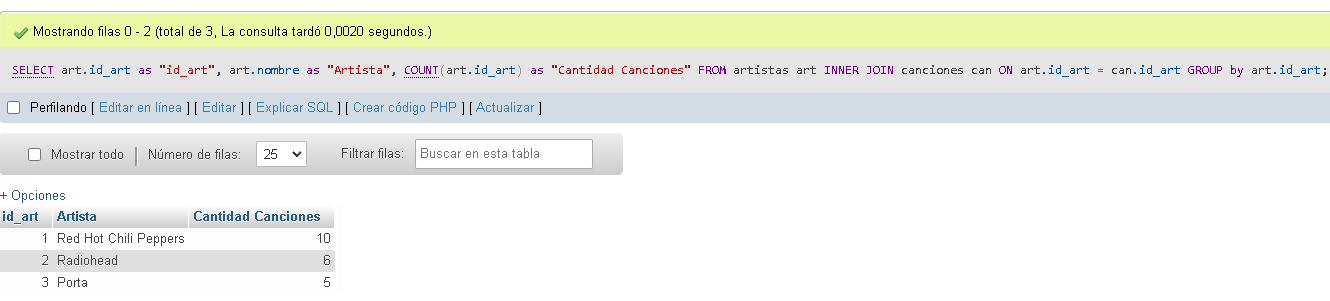 Mostrando filas 0 - 2 (total de 3, La consulta tardó 0,0020 segundos.)
SELECT art.id_art as "id_art", art.nombre as "Artista", COUNT(art.id_art) as "Cantidad Canciones" FROM artistas art INNER JOIN canciones can ON art.id_art = can.id_art GROUP by art.id_art;
Perfilando [ Editar en línea ] [ Editar ] [ Explicar SQL ] [ Crear código PHP ] [ Actualizar ]
Mostrar todo | Número de filas: 25 Filtrar filas: Buscar en esta tabla
+ Opciones
id_art Artista Cantidad Canciones
1 Red Hot Chili Peppers 10
2 Radiohead 6
3 Porta 5